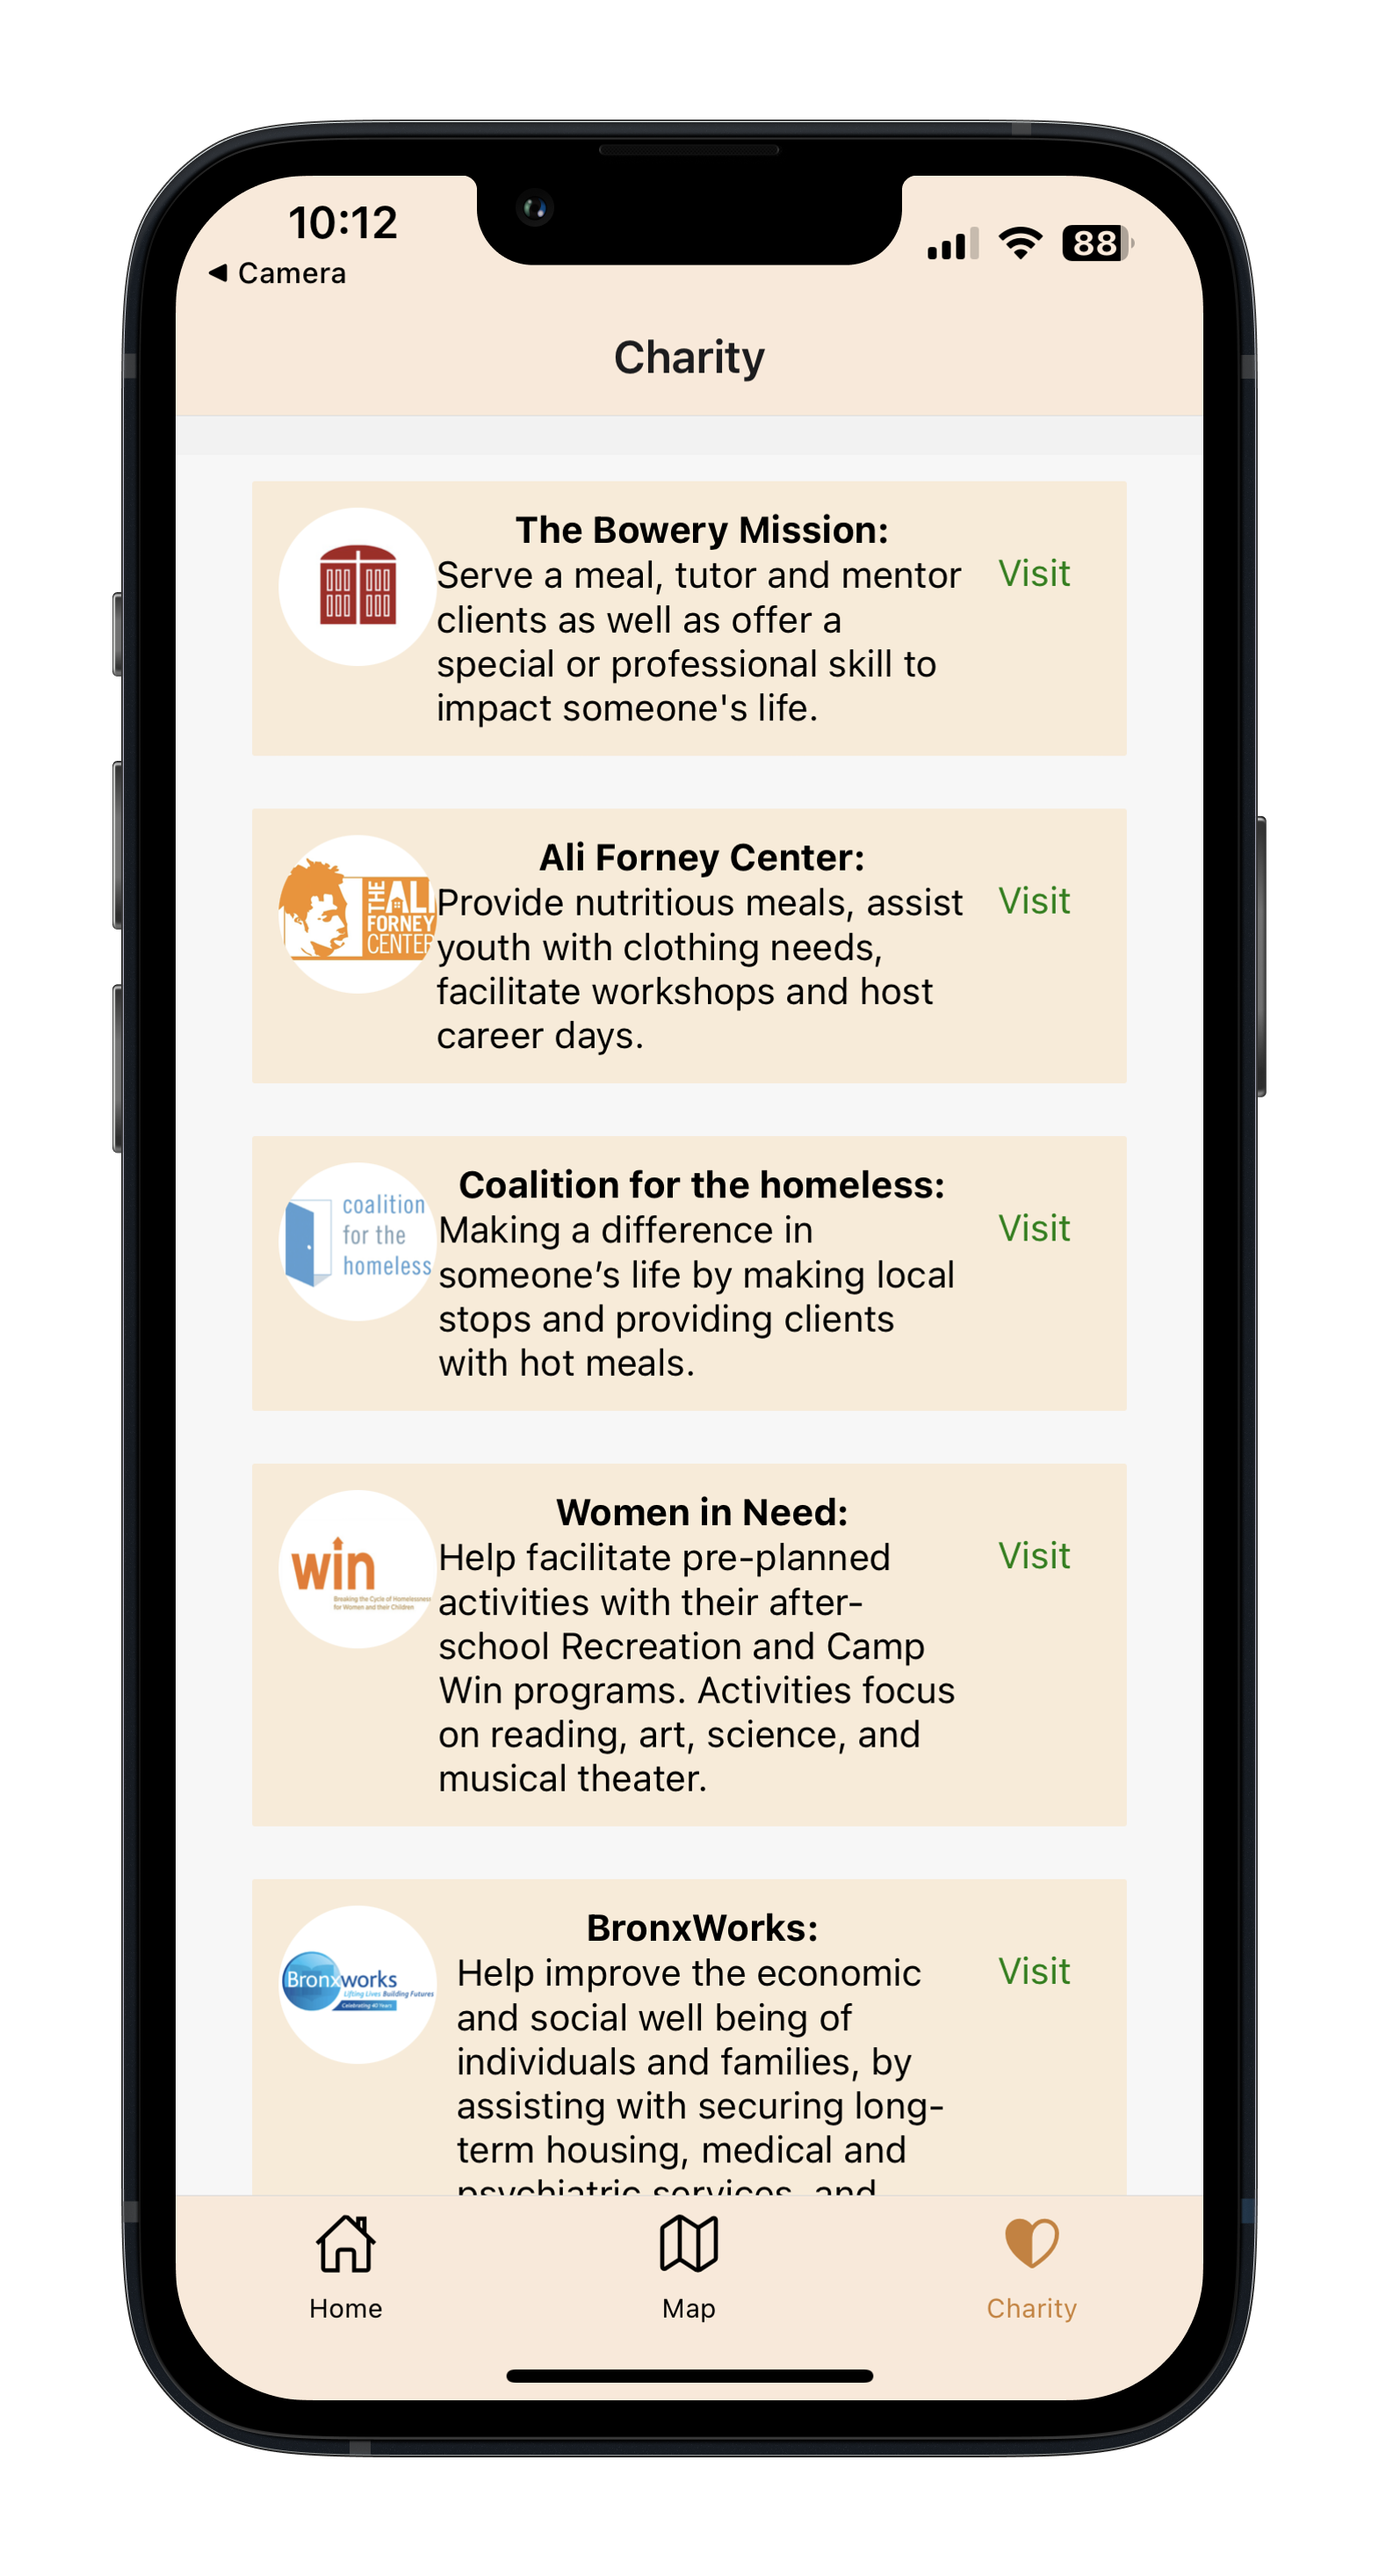 10:12
88
◀ Camera
Charity
The Bowery Mission:
Serve a meal, tutor and mentor
clients as well as offer a
special or professional skill to
impact someone's life.
Visit
THE ALI
FORNEY
CENTER
Ali Forney Center:
Provide nutritious meals, assist
youth with clothing needs,
facilitate workshops and host
career days.
Visit
coalition
for the
homeless
Coalition for the homeless:
Making a difference in
someone’s life by making local
stops and providing clients
with hot meals.
Visit
win
Breaking the Cycle of Homelessness
for Women and their Children
Women in Need:
Help facilitate pre-planned
activities with their after-
school Recreation and Camp
Win programs. Activities focus
on reading, art, science, and
musical theater.
Visit
Bronxworks
Lifting Lives Building Futures
Celebrating 40 Years
BronxWorks:
Help improve the economic
and social well being of
individuals and families, by
assisting with securing long-
term housing, medical and
psychiatric services, and
Visit
Home
Map
Charity